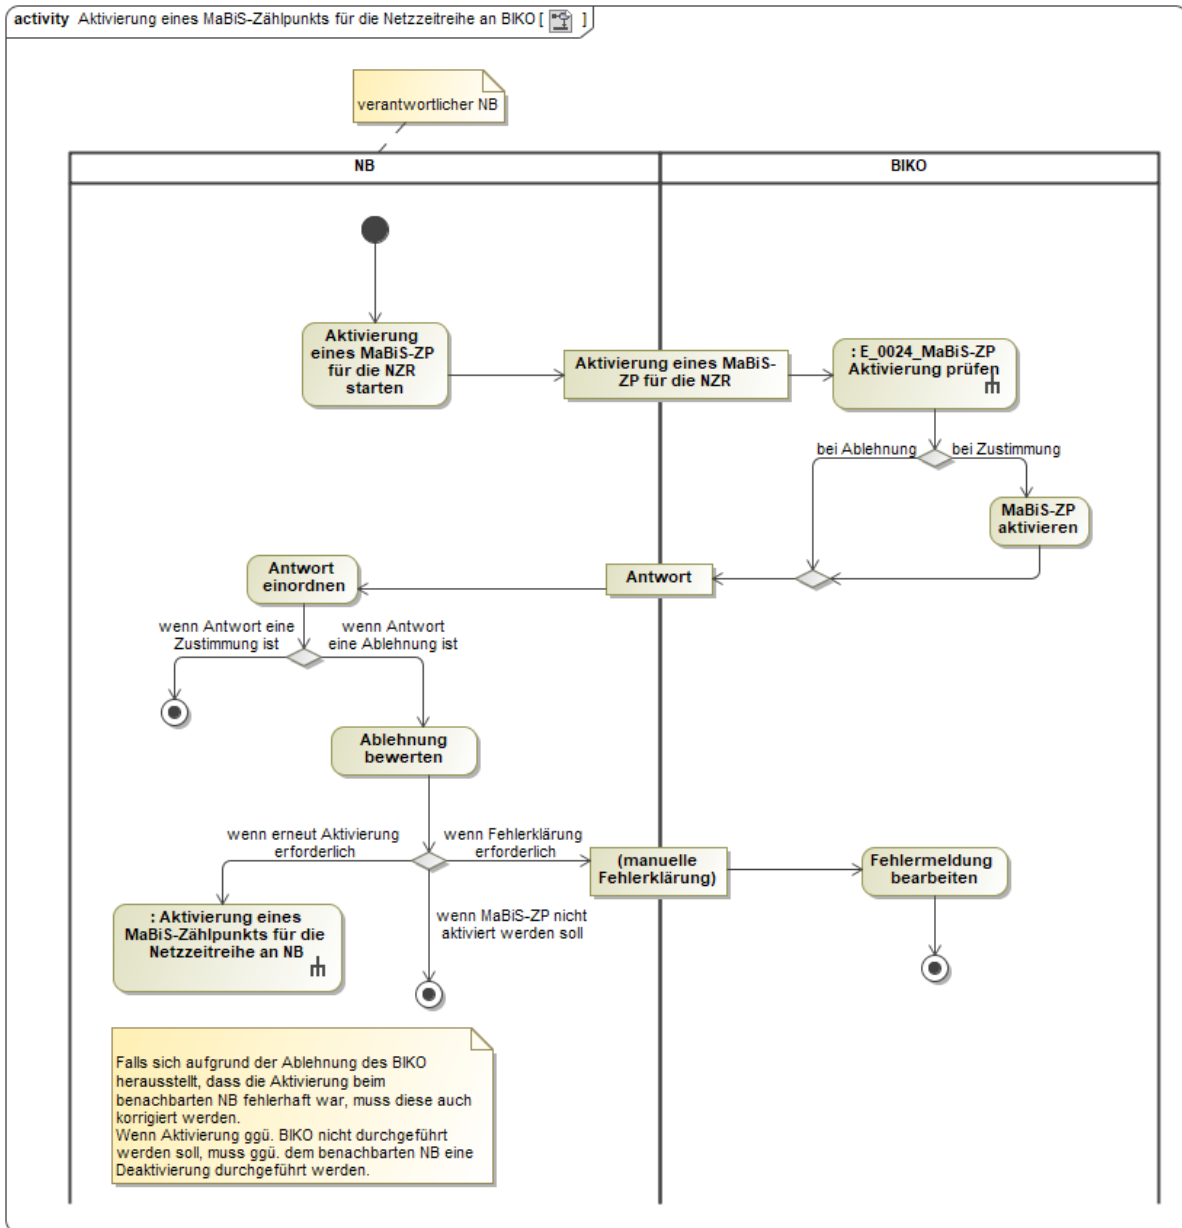 activity Aktivierung eines MaBiS-Zählpunkts für die Netzzeitreihe an BIKO [ ]
verantwortlicher NB
NB
BIKO
Aktivierung
eines MaBiS-ZP
für die NZR
starten
Aktivierung eines MaBiS-
ZP für die NZR
: E_0024_MaBiS-ZP
Aktivierung prüfen
bei Ablehnung
bei Zustimmung
MaBiS-ZP
aktivieren
Antwort
einordnen
Antwort
wenn Antwort eine
Zustimmung ist
wenn Antwort
eine Ablehnung ist
Ablehnung
bewerten
wenn erneut Aktivierung
erforderlich
wenn Fehlerklärung
erforderlich
(manuelle
Fehlerklärung)
Fehlermeldung
bearbeiten
: Aktivierung eines
MaBiS-Zählpunkts für die
Netzzeitreihe an NB
wenn MaBiS-ZP nicht
aktiviert werden soll
Falls sich aufgrund der Ablehnung des BIKO
herausstellt, dass die Aktivierung beim
benachbarten NB fehlerhaft war, muss diese auch
korrigiert werden.
Wenn Aktivierung ggü. BIKO nicht durchgeführt
werden soll, muss ggü. dem benachbarten NB eine
Deaktivierung durchgeführt werden.